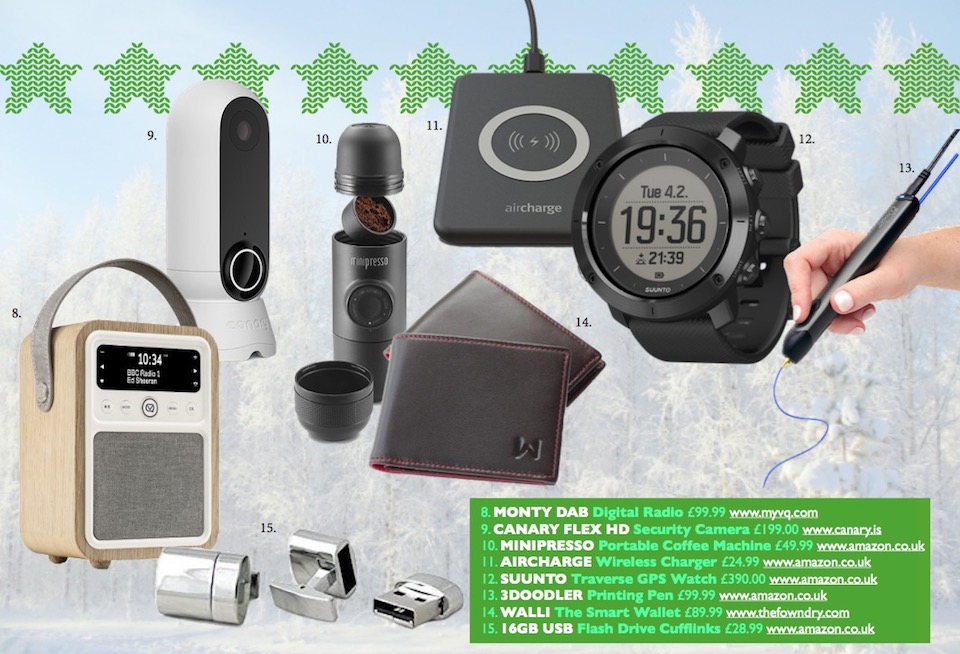 9.
10.
11.
12.
13.
8.
14.
15.
canary
minipresso
aircharge
Tue 4.2.
19:36
21:39
SUUNTO
10:34
BBC Radio 1
Ed Sheeran
W
8. MONTY DAB Digital Radio £99.99 www.myvq.com
9. CANARY FLEX HD Security Camera £199.00 www.canary.is
10. MINIPRESSO Portable Coffee Machine £49.99 www.amazon.co.uk
11. AIRCHARGE Wireless Charger £24.99 www.amazon.co.uk
12. SUUNTO Traverse GPS Watch £390.00 www.amazon.co.uk
13. 3DOODLER Printing Pen £99.99 www.amazon.co.uk
14. WALLI The Smart Wallet £89.99 www.thefowndry.com
15. 16GB USB Flash Drive Cufflinks £28.99 www.amazon.co.uk